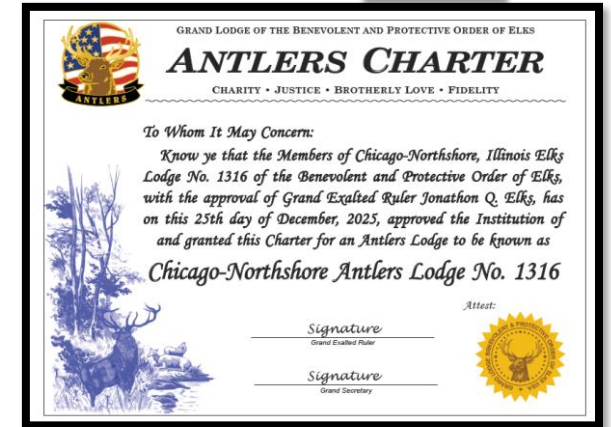 GRAND LODGE OF THE BENEVOLENT AND PROTECTIVE ORDER OF ELKS
ANTLERS CHARTER
CHARITY • JUSTICE • BROTHERLY LOVE • FIDELITY
ANTLERS
To Whom It May Concern:
Know ye that the Members of Chicago-Northshore, Illinois Elks
Lodge No. 1316 of the Benevolent and Protective Order of Elks,
with the approval of Grand Exalted Ruler Jonathon Q. Elks, has
on this 25th day of December, 2025, approved the Institution of
and granted this Charter for an Antlers Lodge to be known as
Chicago-Northshore Antlers Lodge No. 1316
Attest:
Signature
Grand Exalted Ruler
Signature
Grand Secretary